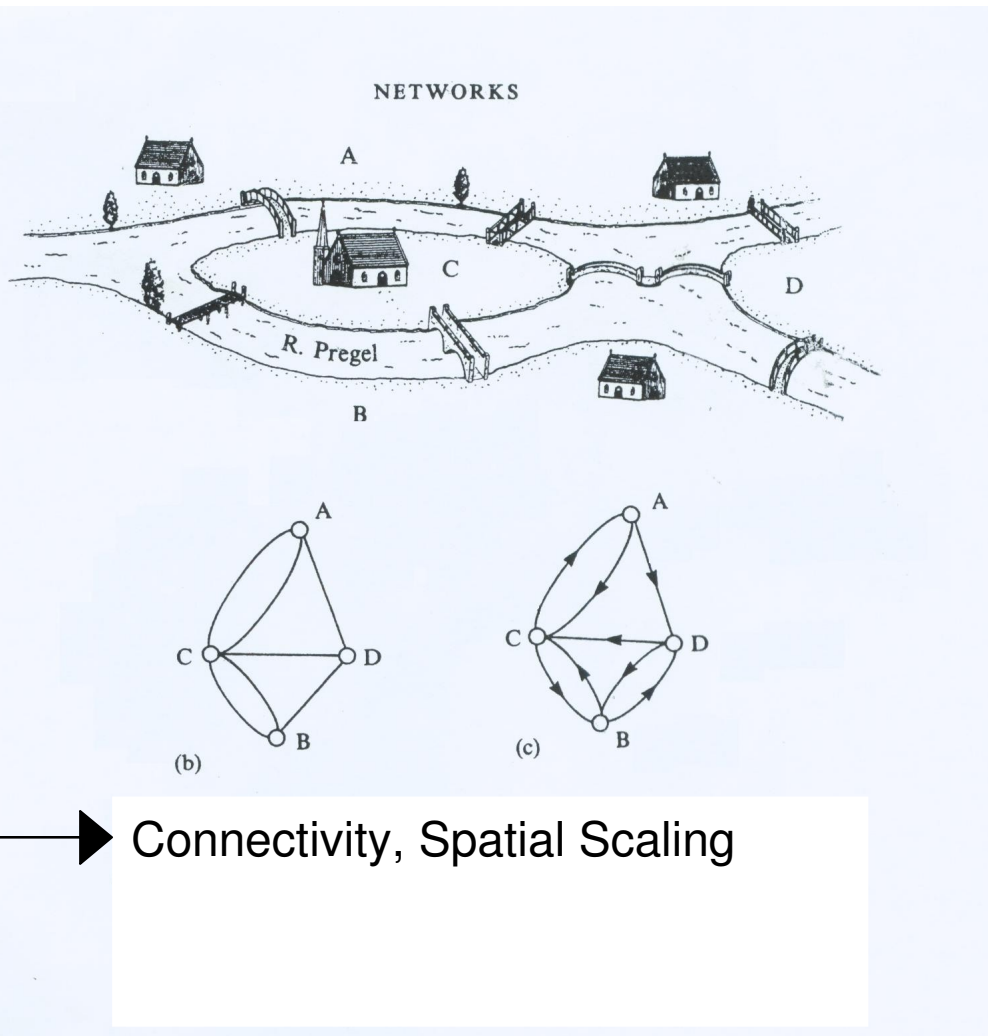 NETWORKS
A
C
D
R. Pregel
B
A
C
D
B
(b)
A
C
D
B
(c)
Connectivity, Spatial Scaling